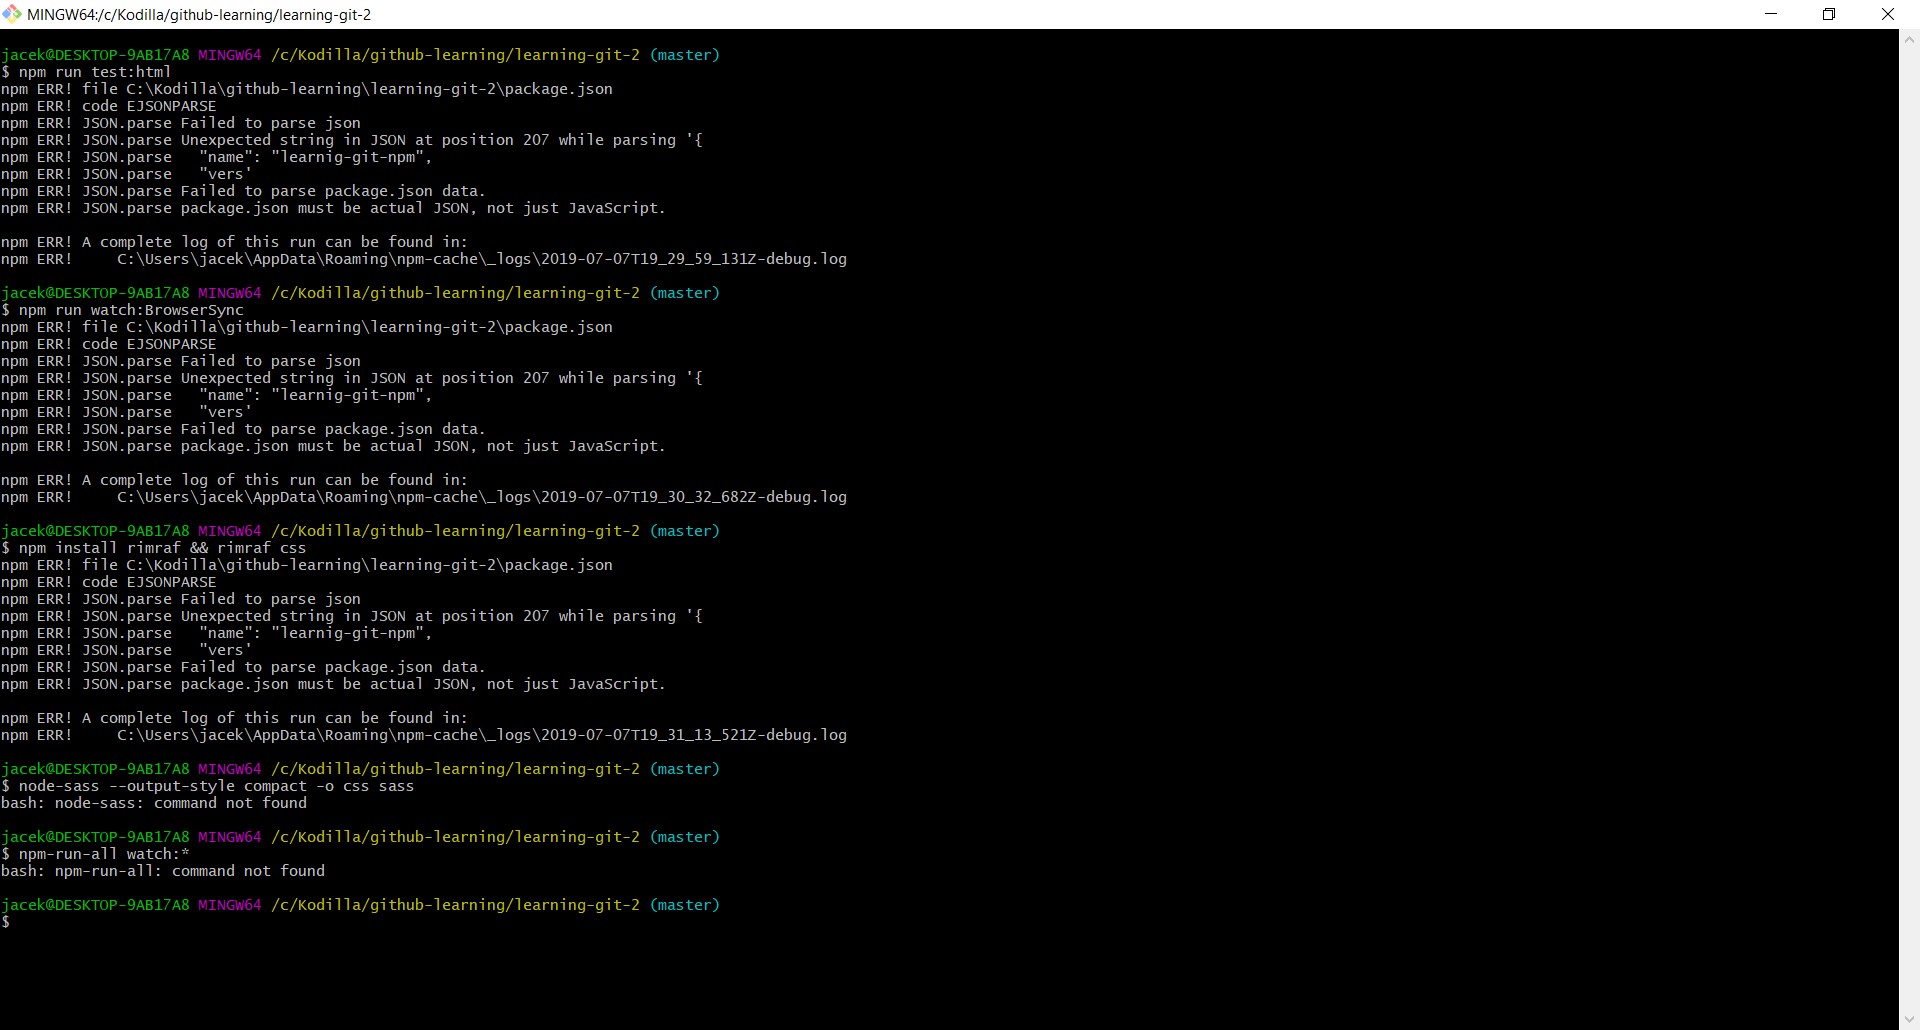 MINGW64:/c/Kodilla/github-learning/learning-git-2
jacek@DESKTOP-9AB17A8 MINGW64 /c/Kodilla/github-learning/learning-git-2 (master)
$ npm run test:html
npm ERR! file C:\Kodilla\github-learning\learning-git-2\package.json
npm ERR! code EJSONPARSE
npm ERR! JSON.parse Failed to parse json
npm ERR! JSON.parse Unexpected string in JSON at position 207 while parsing '{
npm ERR! JSON.parse   "name": "learnig-git-npm",
npm ERR! JSON.parse   "vers'
npm ERR! JSON.parse Failed to parse package.json data.
npm ERR! JSON.parse package.json must be actual JSON, not just JavaScript.
npm ERR! A complete log of this run can be found in:
npm ERR!     C:\Users\jacek\AppData\Roaming\npm-cache\_logs\2019-07-07T19_29_59_131Z-debug.log
jacek@DESKTOP-9AB17A8 MINGW64 /c/Kodilla/github-learning/learning-git-2 (master)
$ npm run watch:BrowserSync
npm ERR! file C:\Kodilla\github-learning\learning-git-2\package.json
npm ERR! code EJSONPARSE
npm ERR! JSON.parse Failed to parse json
npm ERR! JSON.parse Unexpected string in JSON at position 207 while parsing '{
npm ERR! JSON.parse   "name": "learnig-git-npm",
npm ERR! JSON.parse   "vers'
npm ERR! JSON.parse Failed to parse package.json data.
npm ERR! JSON.parse package.json must be actual JSON, not just JavaScript.
npm ERR! A complete log of this run can be found in:
npm ERR!     C:\Users\jacek\AppData\Roaming\npm-cache\_logs\2019-07-07T19_30_32_682Z-debug.log
jacek@DESKTOP-9AB17A8 MINGW64 /c/Kodilla/github-learning/learning-git-2 (master)
$ npm install rimraf && rimraf css
npm ERR! file C:\Kodilla\github-learning\learning-git-2\package.json
npm ERR! code EJSONPARSE
npm ERR! JSON.parse Failed to parse json
npm ERR! JSON.parse Unexpected string in JSON at position 207 while parsing '{
npm ERR! JSON.parse   "name": "learnig-git-npm",
npm ERR! JSON.parse   "vers'
npm ERR! JSON.parse Failed to parse package.json data.
npm ERR! JSON.parse package.json must be actual JSON, not just JavaScript.
npm ERR! A complete log of this run can be found in:
npm ERR!     C:\Users\jacek\AppData\Roaming\npm-cache\_logs\2019-07-07T19_31_13_521Z-debug.log
jacek@DESKTOP-9AB17A8 MINGW64 /c/Kodilla/github-learning/learning-git-2 (master)
$ node-sass --output-style compact -o css sass
bash: node-sass: command not found
jacek@DESKTOP-9AB17A8 MINGW64 /c/Kodilla/github-learning/learning-git-2 (master)
$ npm-run-all watch:*
bash: npm-run-all: command not found
jacek@DESKTOP-9AB17A8 MINGW64 /c/Kodilla/github-learning/learning-git-2 (master)
$